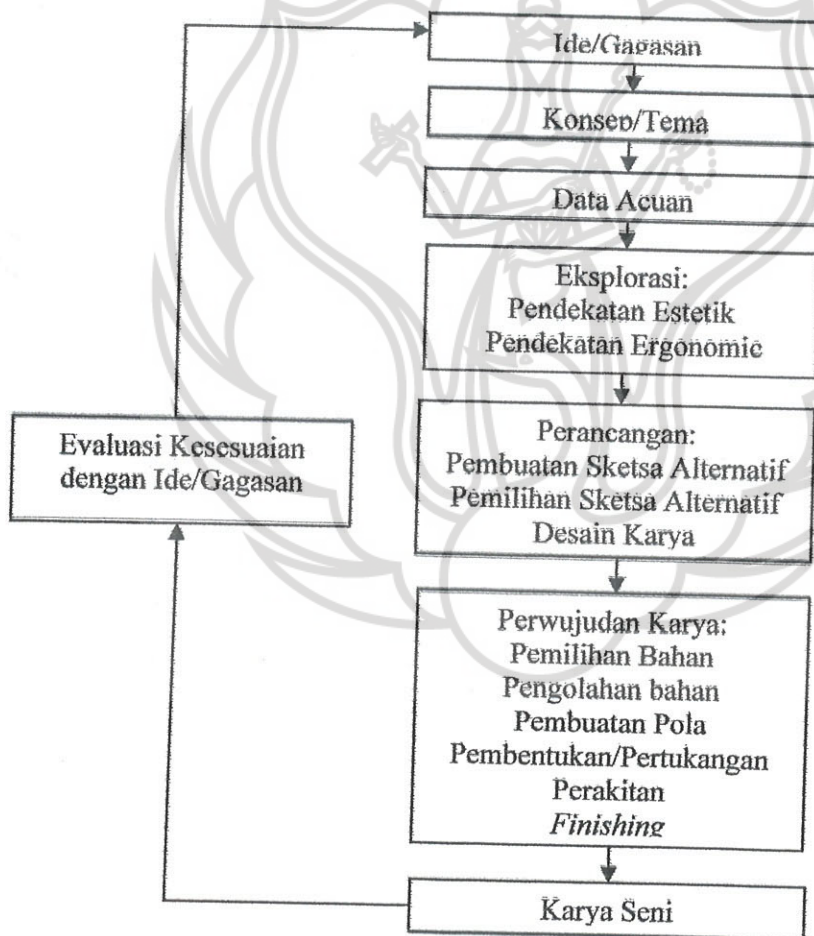 Ide/Gagasan
Konsep/Tema
Data Acuan
Eksplorasi:
Pendekatan Estetik
Pendekatan Ergonomic
Perancangan:
Pembuatan Sketsa Alternatif
Pemilihan Sketsa Alternatif
Desain Karya
Perwujudan Karya:
Pemilihan Bahan
Pengolahan bahan
Pembuatan Pola
Pembentukan/Pertukangan
Perakitan
Finishing
Karya Seni
Evaluasi Kesesuaian
dengan Ide/Gagasan